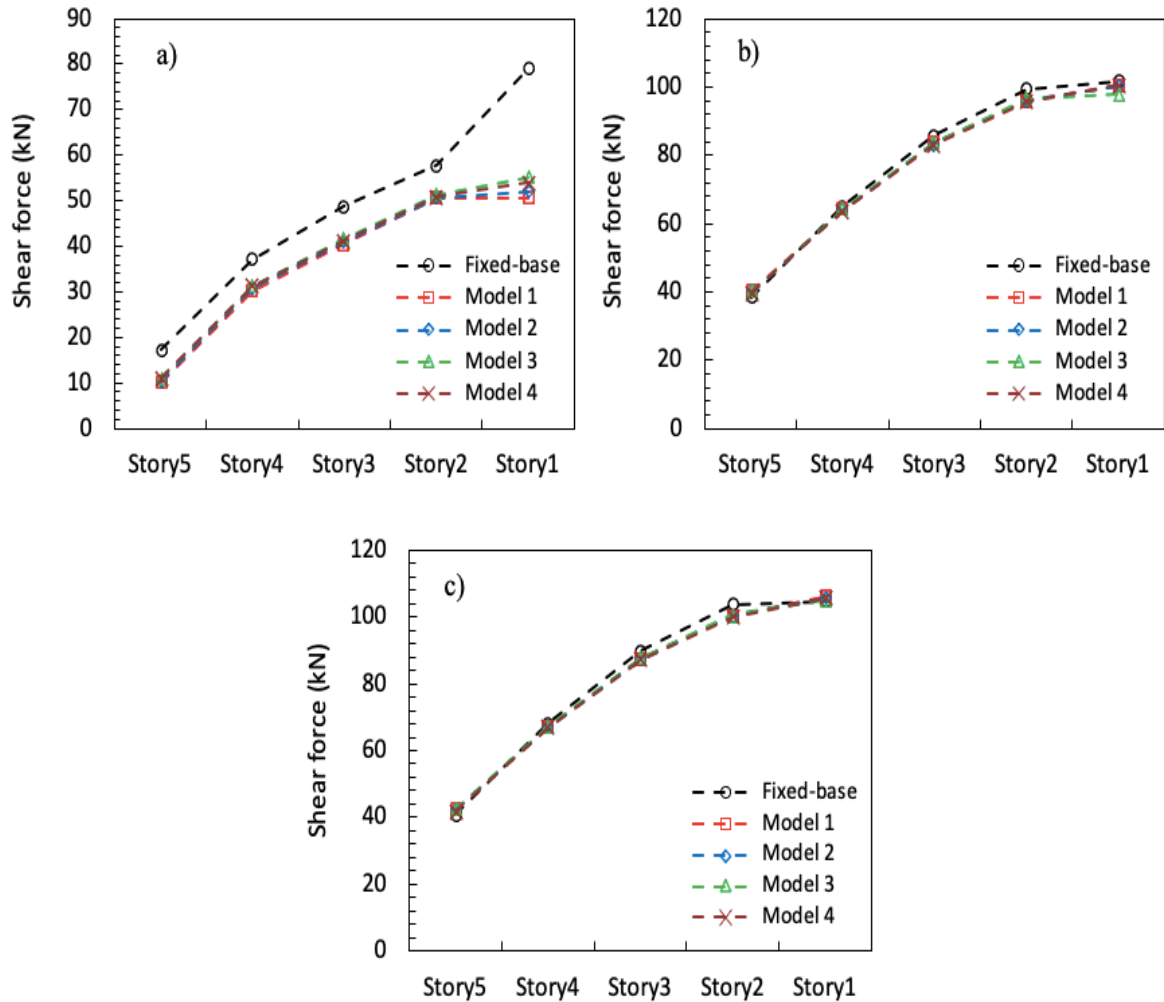 a)
Shear force (kN)
90
80
70
60
50
40
30
20
10
0
Story5 Story4 Story3 Story2 Story1
Fixed-base
Model 1
Model 2
Model 3
Model 4
b)
Shear force (kN)
120
100
80
60
40
20
0
Story5 Story4 Story3 Story2 Story1
Fixed-base
Model 1
Model 2
Model 3
Model 4
c)
Shear force (kN)
120
100
80
60
40
20
0
Story5 Story4 Story3 Story2 Story1
Fixed-base
Model 1
Model 2
Model 3
Model 4